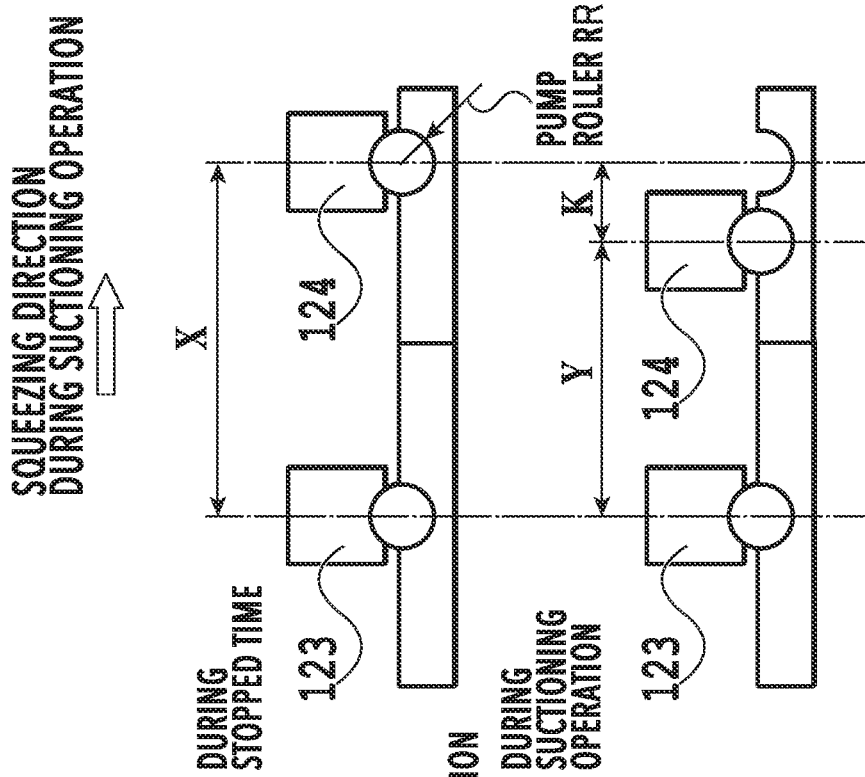 SQUEEZING DIRECTION
DURING SUCTIONING OPERATION
DURING
STOPPED TIME
X
123
124
PUMP
ROLLER RR
ION
DURING
SUCTIONING
OPERATION
Y
K
123
124